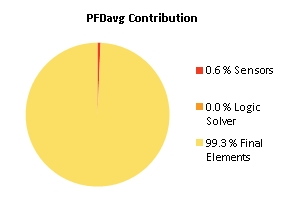 PFDavg Contribution
0.6 % Sensors
0.0 % Logic
Solver
99.3 % Final
Elements